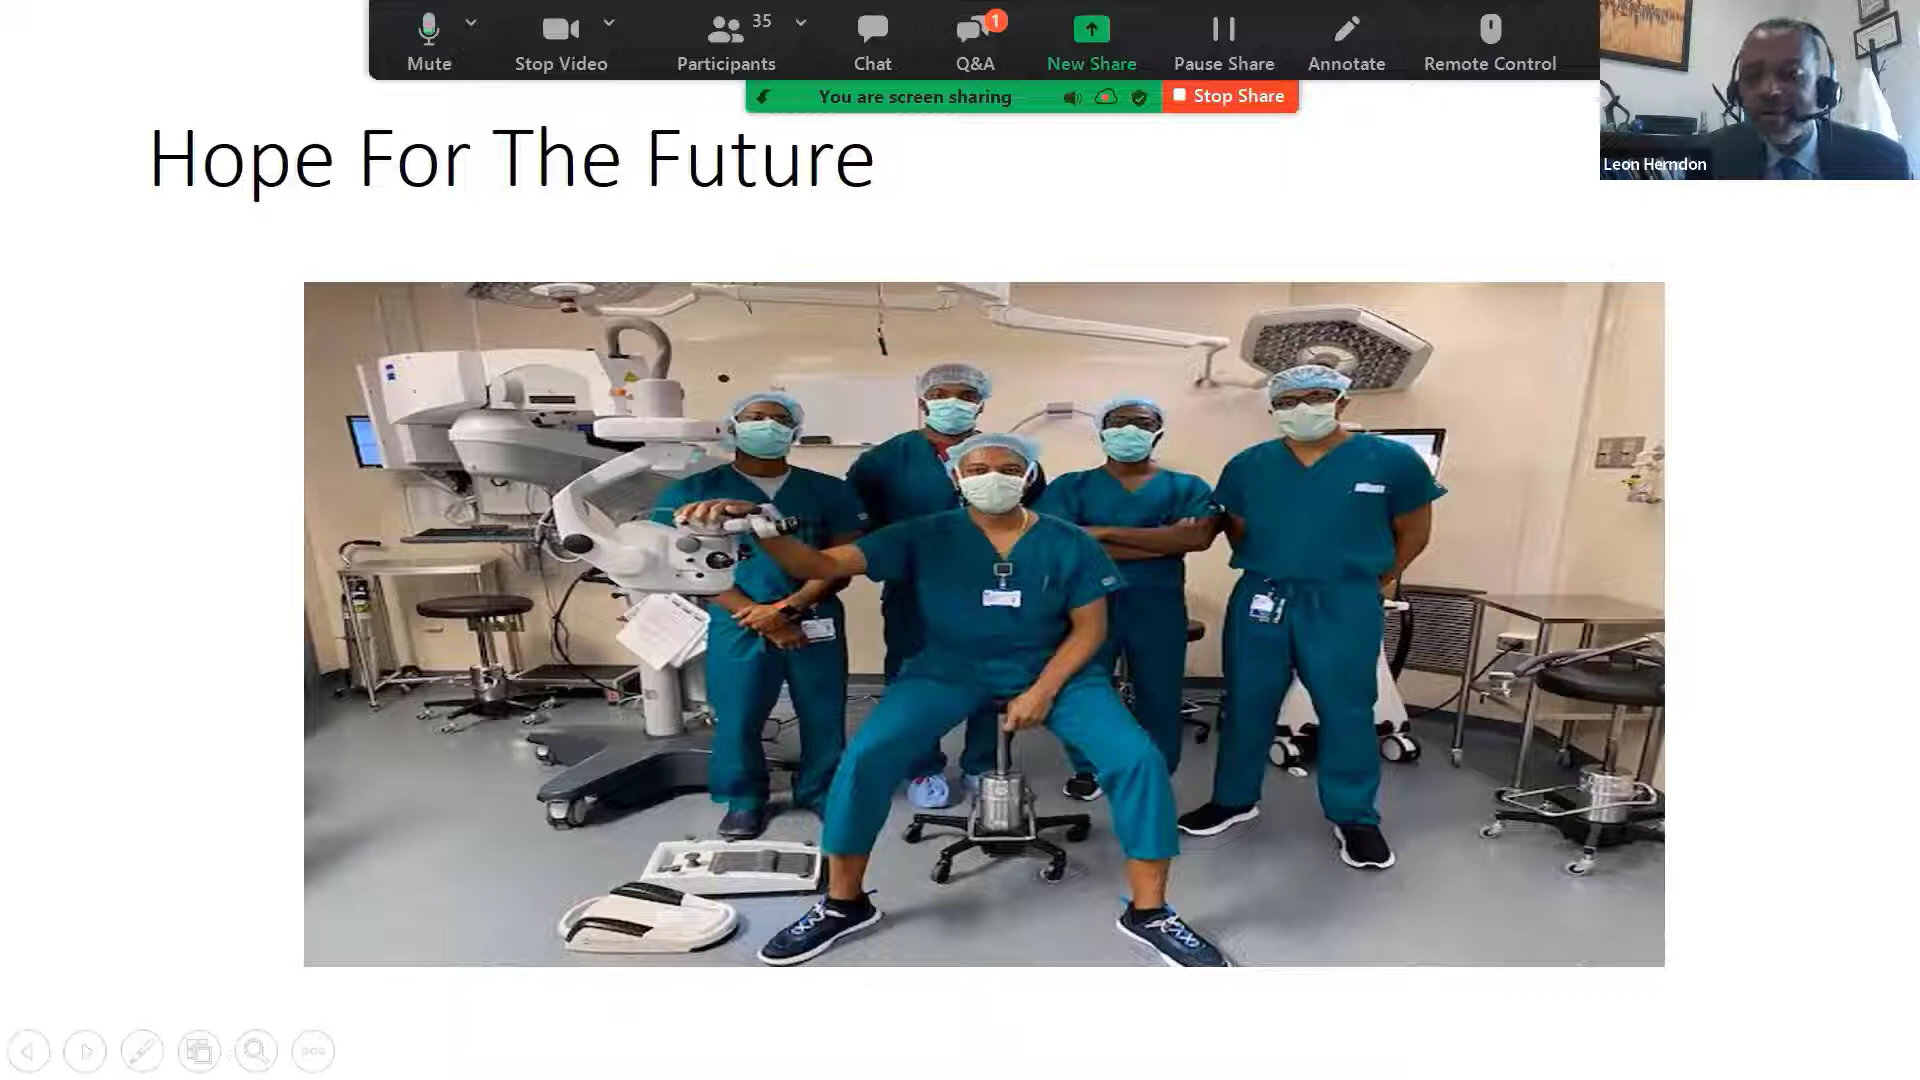 35
1
Mute
Stop Video
Participants
Chat
Q&A
New Share
Pause Share
Annotate
Remote Control
You are screen sharing
Stop Share
Leon Herndon
Hope For The Future